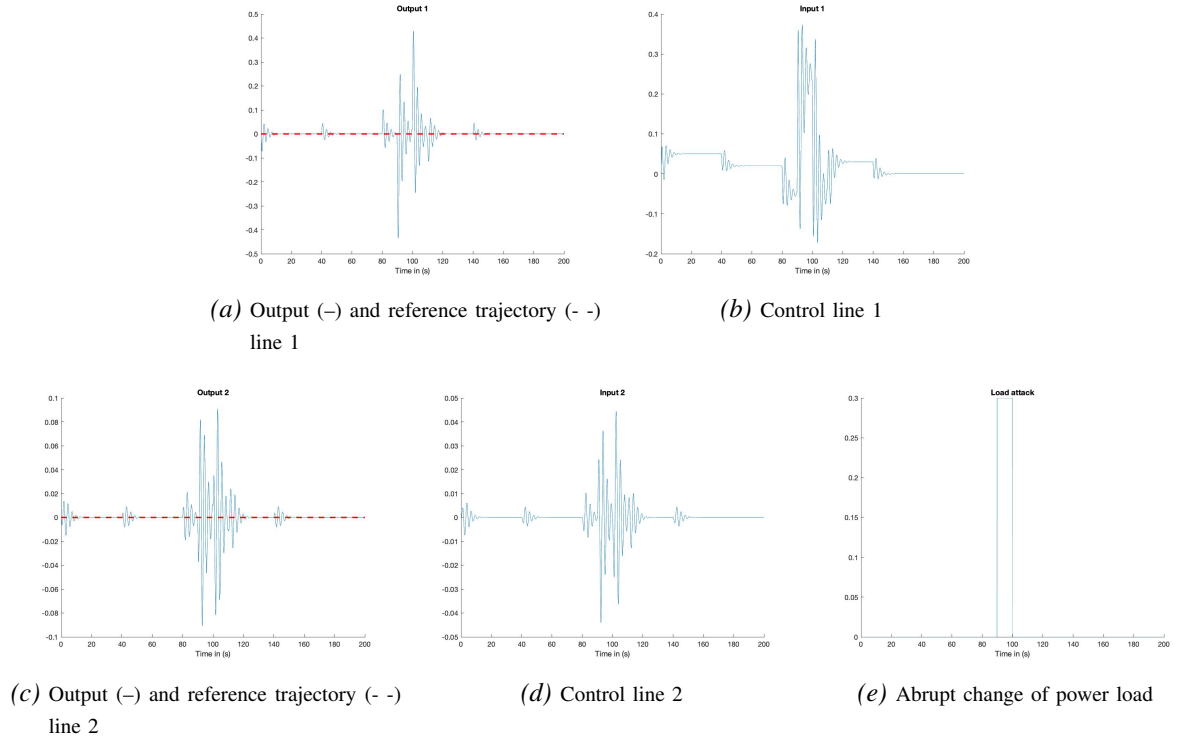 Output 1
0.5
0.4
0.3
0.2
0.1
0
-0.1
-0.2
-0.3
-0.4
-0.5
0 20 40 60 80 100 120 140 160 180 200
Time in (s)
(a) Output (–) and reference trajectory (- -)
line 1
Input 1
0.4
0.3
0.2
0.1
0
-0.1
-0.2
0 20 40 60 80 100 120 140 160 180 200
Time in (s)
(b) Control line 1
Output 2
0.1
0.08
0.06
0.04
0.02
0
-0.02
-0.04
-0.06
-0.08
-0.1
0 20 40 60 80 100 120 140 160 180 200
Time in (s)
(c) Output (–) and reference trajectory (- -)
line 2
Input 2
0.05
0.04
0.03
0.02
0.01
0
-0.01
-0.02
-0.03
-0.04
-0.05
0 20 40 60 80 100 120 140 160 180 200
Time in (s)
(d) Control line 2
Load attack
0.3
0.25
0.2
0.15
0.1
0.05
0
0 20 40 60 80 100 120 140 160 180 200
Time in (s)
(e) Abrupt change of power load